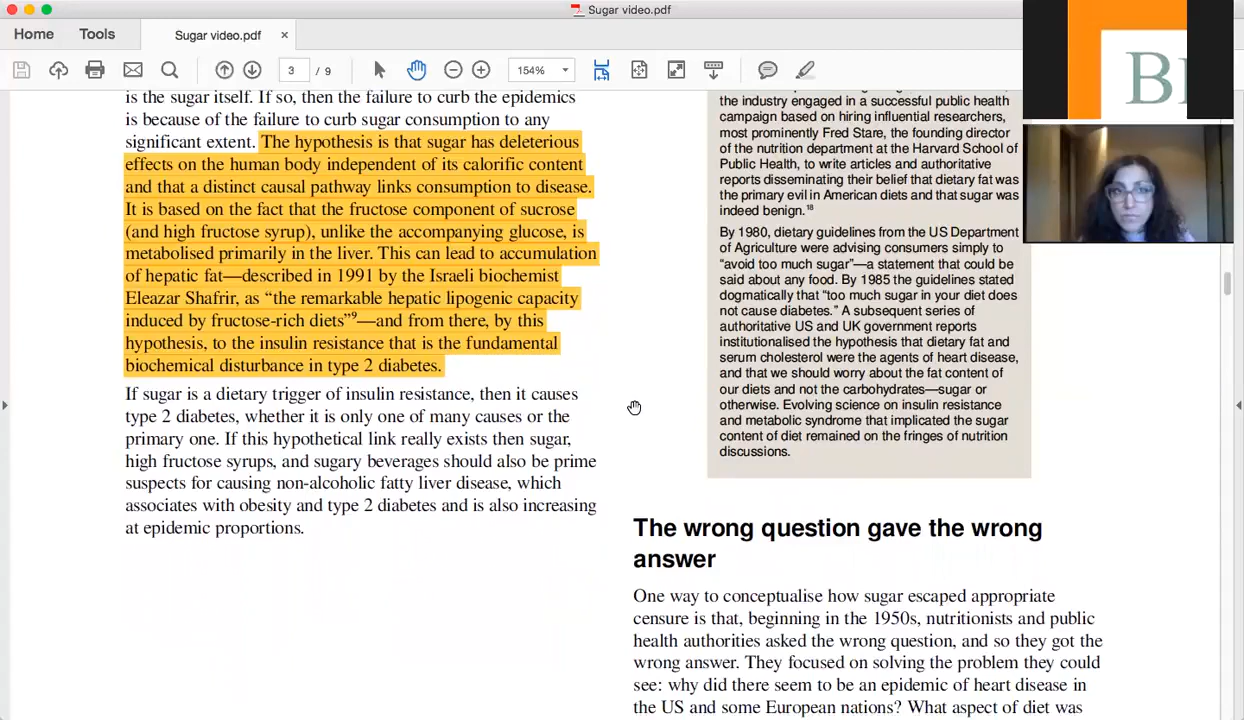 Sugar video.pdf
Home
Tools
Sugar video.pdf
×
3 / 9
154%
BI
is the sugar itself. If so, then the failure to curb the epidemics
is because of the failure to curb sugar consumption to any
significant extent. The hypothesis is that sugar has deleterious
effects on the human body independent of its calorific content
and that a distinct causal pathway links consumption to disease.
It is based on the fact that the fructose component of sucrose
(and high fructose syrup), unlike the accompanying glucose, is
metabolised primarily in the liver. This can lead to accumulation
of hepatic fat—described in 1991 by the Israeli biochemist
Eleazar Shafrir, as “the remarkable hepatic lipogenic capacity
induced by fructose-rich diets”⁹—and from there, by this
hypothesis, to the insulin resistance that is the fundamental
biochemical disturbance in type 2 diabetes.
If sugar is a dietary trigger of insulin resistance, then it causes
type 2 diabetes, whether it is only one of many causes or the
primary one. If this hypothetical link really exists then sugar,
high fructose syrups, and sugary beverages should also be prime
suspects for causing non-alcoholic fatty liver disease, which
associates with obesity and type 2 diabetes and is also increasing
at epidemic proportions.
the industry engaged in a successful public health
campaign based on hiring influential researchers,
most prominently Fred Stare, the founding director
of the nutrition department at the Harvard School of
Public Health, to write articles and authoritative
reports disseminating their belief that dietary fat was
the primary evil in American diets and that sugar was
indeed benign.¹⁸
By 1980, dietary guidelines from the US Department
of Agriculture were advising consumers simply to
“avoid too much sugar”—a statement that could be
said about any food. By 1985 the guidelines stated
dogmatically that “too much sugar in your diet does
not cause diabetes.” A subsequent series of
authoritative US and UK government reports
institutionalised the hypothesis that dietary fat and
serum cholesterol were the agents of heart disease,
and that we should worry about the fat content of
our diets and not the carbohydrates—sugar or
otherwise. Evolving science on insulin resistance
and metabolic syndrome that implicated the sugar
content of diet remained on the fringes of nutrition
discussions.
The wrong question gave the wrong
answer
One way to conceptualise how sugar escaped appropriate
censure is that, beginning in the 1950s, nutritionists and public
health authorities asked the wrong question, and so they got the
wrong answer. They focused on solving the problem they could
see: why did there seem to be an epidemic of heart disease in
the US and some European nations? What aspect of diet was